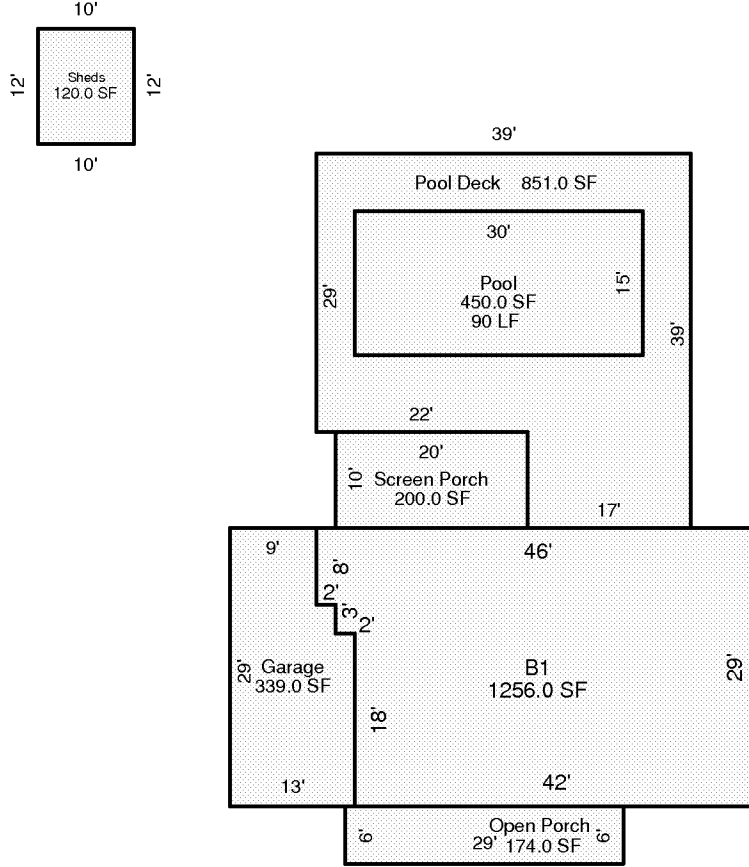 10'
12'
Sheds
120.0 SF
12'
10'
39'
Pool Deck 851.0 SF
30'
29'
Pool
450.0 SF
90 LF
15'
39'
22'
20'
10'
Screen Porch
200.0 SF
17'
9'
46'
8'
2'
3'
2'
29'
Garage
339.0 SF
B1
1256.0 SF
29'
18'
13'
42'
6'
Open Porch
29' 174.0 SF
6'